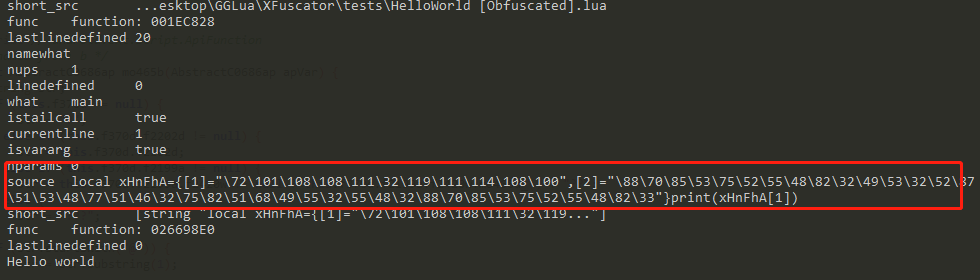 short_src ...esktop\GGLua\XFuscator\tests\HelloWorld [Obfuscated].lua
func function: 001EC828
lastlinedefined 20
namewhat
nups 1
linedefined 0
what main
istailcall true
currentline 1
isvararg true
nparams 0
source local xHnFhA={[1]="\72\101\108\108\111\32\119\111\114\108\100",[2]="\88\70\85\53\75\52\55\48\82\32\49\53\32\52\87
\51\53\48\77\51\46\32\75\82\51\68\49\55\32\55\48\32\88\70\85\53\75\52\55\48\82\33"}print(xHnFhA[1])
short_src [string "local xHnFhA={[1]="\72\101\108\108\111\32\119..."]
func function: 026698E0
lastlinedefined 0
Hello world